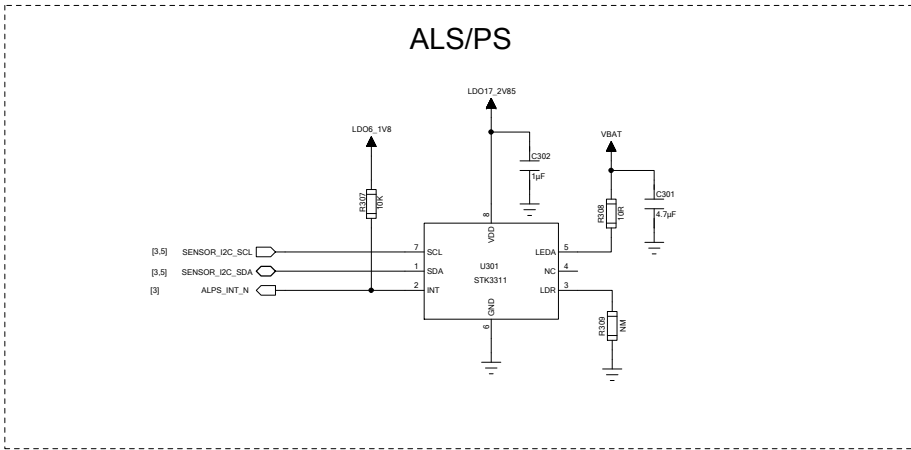 ALS/PS
LDO17_2V85
LDO6_1V8
VBAT
C302
1µF
C301
4.7µF
R307
10K
R308
10R
8
VDD
[3,5] SENSOR_I2C_SCL 7 SCL LEDA 5
U301
[3,5] SENSOR_I2C_SDA 1 SDA NC 4
STK3311
[3] ALPS_INT_N 2 INT LDR 3
GND
6
R309
NM